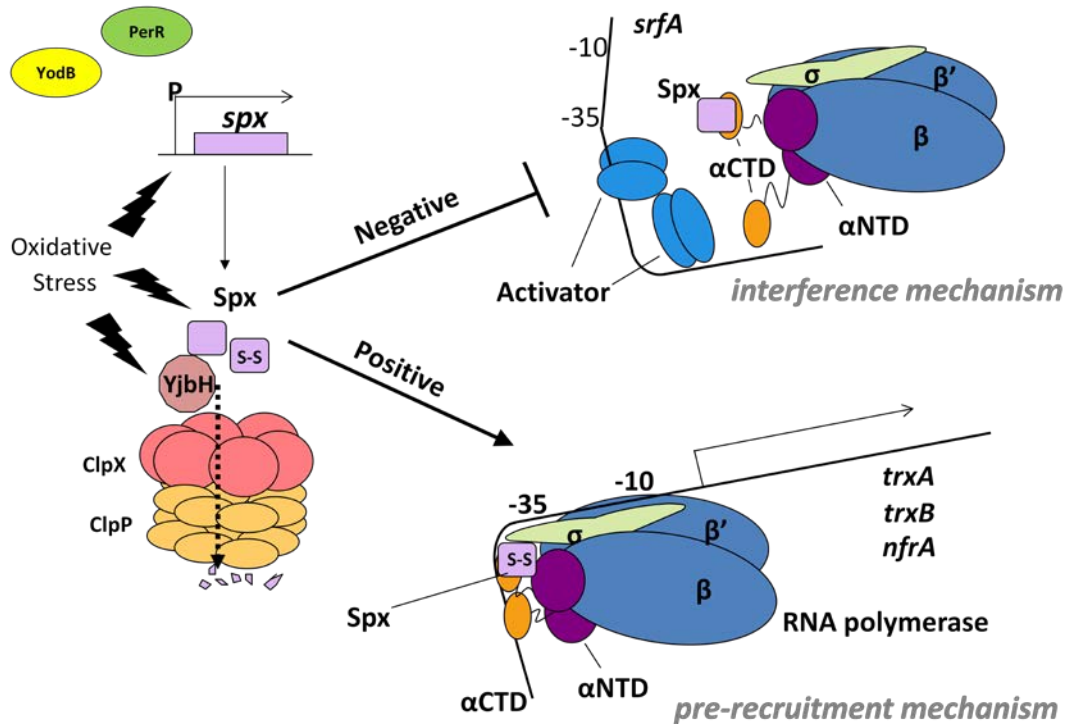 PerR
YodB
P
spx
Oxidative
Stress
Spx
S-S
YjbH
ClpX
ClpP
Negative
Positive
srfA
-10
-35
Spx
σ
β’
β
αCTD
αNTD
Activator
interference mechanism
-10
-35
trxA
trxB
nfrA
σ
β’
S-S
β
Spx
RNA polymerase
αNTD
αCTD
pre-recruitment mechanism